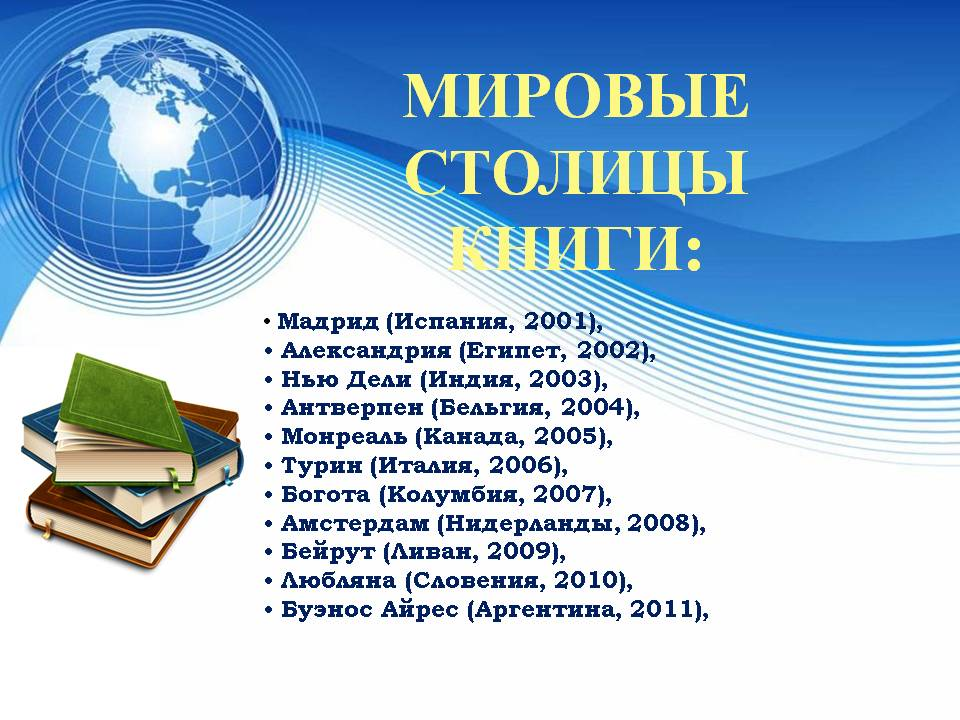 МИРОВЫЕ
СТОЛИЦЫ
КНИГИ:
• Мадрид (Испания, 2001),
• Александрия (Египет, 2002),
• Нью Дели (Индия, 2003),
• Антверпен (Бельгия, 2004),
• Монреаль (Канада, 2005),
• Турин (Италия, 2006),
• Богота (Колумбия, 2007),
• Амстердам (Нидерланды, 2008),
• Бейрут (Ливан, 2009),
• Любляна (Словения, 2010),
• Буэнос Айрес (Аргентина, 2011),